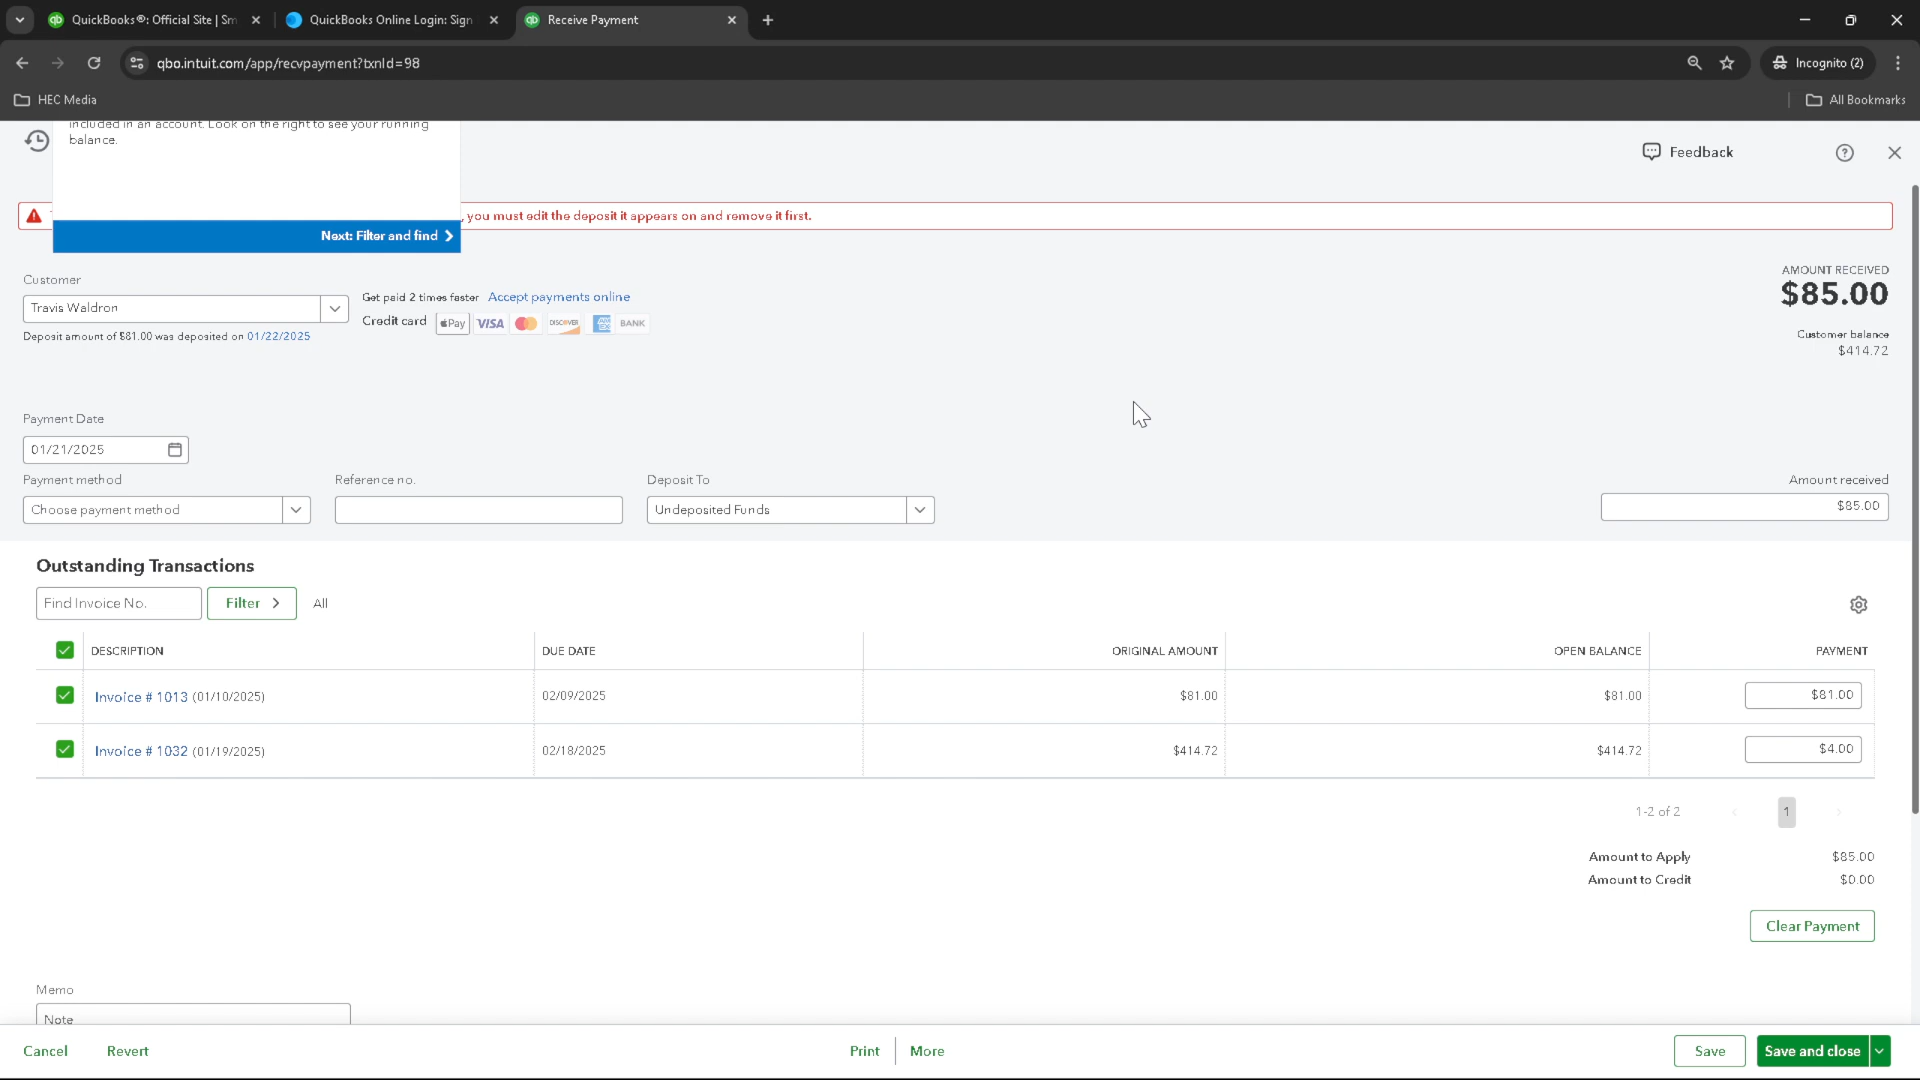 QuickBooks®: Official Site | Sm
QuickBooks Online Login: Sign
Receive Payment
qbo.intuit.com/app/recvpayment?txnId=98
Incognito (2)
HEC Media
All Bookmarks
included in an account. Look on the right to see your running
balance.
Feedback
, you must edit the deposit it appears on and remove it first.
Next: Filter and find
Customer
Travis Waldron
Get paid 2 times faster Accept payments online
Credit card Pay VISA DISCOVER AMEX BANK
Deposit amount of $81.00 was deposited on 01/22/2025
AMOUNT RECEIVED
$85.00
Customer balance
$414.72
Payment Date
01/21/2025
Payment method Reference no. Deposit To Amount received
Choose payment method Undeposited Funds $85.00
Outstanding Transactions
Find Invoice No. Filter All
DESCRIPTION DUE DATE ORIGINAL AMOUNT OPEN BALANCE PAYMENT
Invoice # 1013 (01/10/2025) 02/09/2025 $81.00 $81.00 $81.00
Invoice # 1032 (01/19/2025) 02/18/2025 $414.72 $414.72 $4.00
1-2 of 2 1
Amount to Apply $85.00
Amount to Credit $0.00
Clear Payment
Memo
Note
Cancel Revert Print More Save Save and close